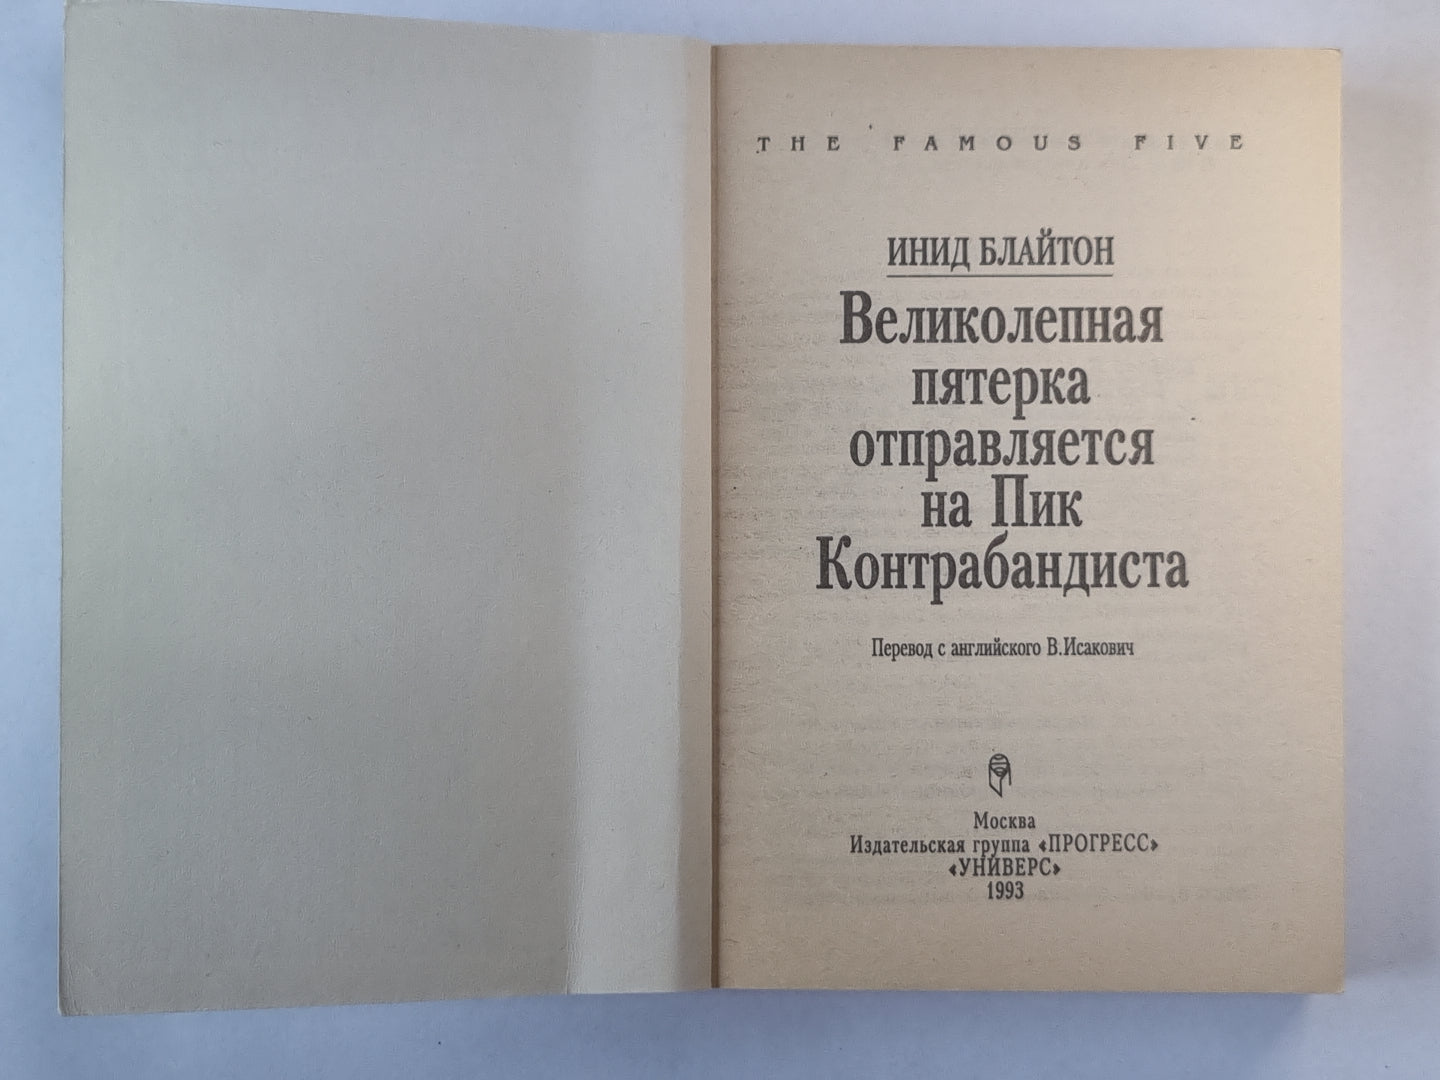 THE FAMOUS FIVE
ИНИД БЛАЙТОН
Великолепная
пятерка
отправляется
на Пик
Контрабандиста
Перевод с английского В.Исакович
Москва
Издательская группа «ПРОГРЕСС»
«УНИВЕРС»
1993